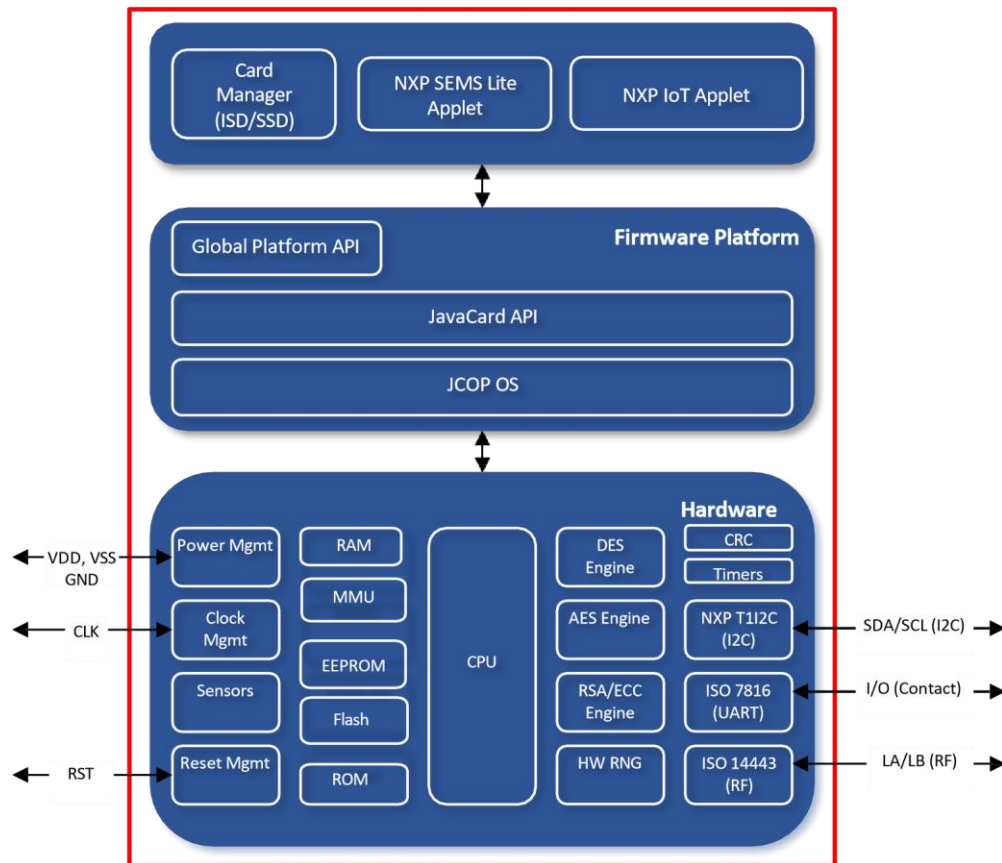 Card
Manager
(ISD/SSD)
NXP SEMS Lite
Applet
NXP IoT Applet
Global Platform API
Firmware Platform
JavaCard API
JCOP OS
Hardware
Power Mgmt
RAM
DES
Engine
CRC
Timers
VDD, VSS
GND
MMU
Clock
Mgmt
CLK
AES Engine
NXP T1I2C
(I2C)
SDA/SCL (I2C)
EEPROM
CPU
Sensors
Flash
RSA/ECC
Engine
ISO 7816
(UART)
I/O (Contact)
Reset Mgmt
RST
ROM
HW RNG
ISO 14443
(RF)
LA/LB (RF)